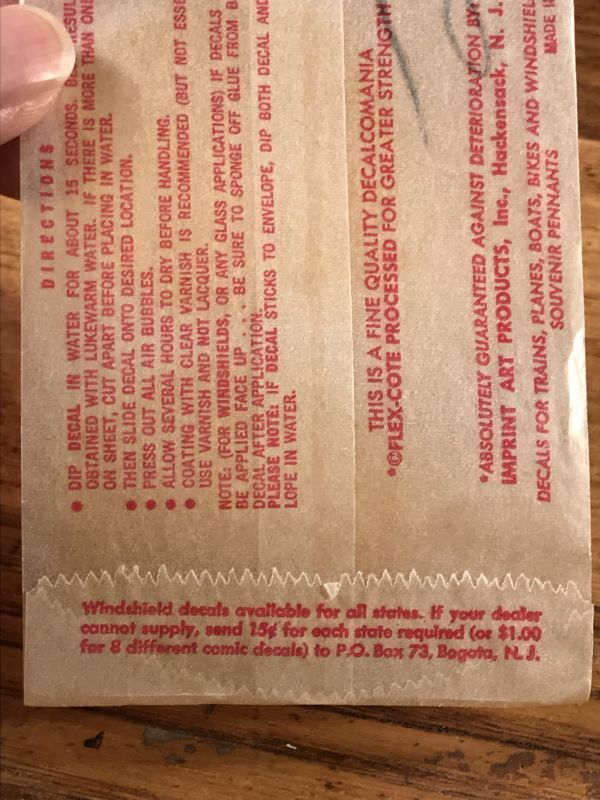 DIRECTIONS
• DIP DECAL IN WATER FOR ABOUT 15 SECONDS.
OBTAINED WITH LUKEWARM WATER. IF THERE IS MORE THAN ONE
ON SHEET, CUT APART BEFORE PLACING IN WATER.
• THEN SLIDE DECAL ONTO DESIRED LOCATION.
• PRESS OUT ALL AIR BUBBLES.
• ALLOW SEVERAL HOURS TO DRY BEFORE HANDLING.
• COATING WITH CLEAR VARNISH IS RECOMMENDED (BUT NOT ESSE
USE VARNISH AND NOT LACQUER.
NOTE: (FOR WINDSHIELDS, OR ANY GLASS APPLICATIONS) IF DECALS
BE APPLIED FACE UP .... BE SURE TO SPONGE OFF GLUE FROM B
DECAL AFTER APPLICATION.
PLEASE NOTE: IF DECAL STICKS TO ENVELOPE, DIP BOTH DECAL AND
LOPE IN WATER.
THIS IS A FINE QUALITY DECALCOMANIA
*©FLEX-COTE PROCESSED FOR GREATER STRENGTH
*ABSOLUTELY GUARANTEED AGAINST DETERIORATION BY
IMPRINT ART PRODUCTS, Inc., Hackensack, N. J.
DECALS FOR TRAINS, PLANES, BOATS, BIKES AND WINDSHIEL
SOUVENIR PENNANTS MADE I
Windshield decals available for all states. If your dealer
cannot supply, send 15¢ for each state required (or $1.00
for 8 different comic decals) to P.O. Box 73, Bogota, N. J.